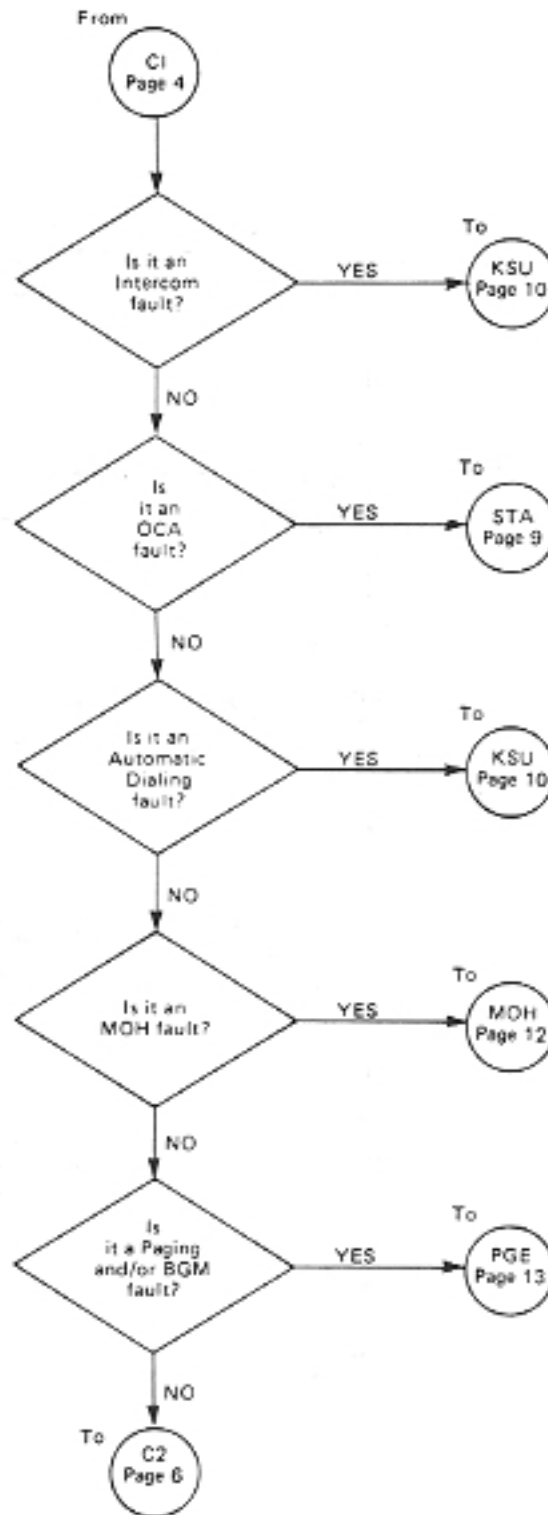 From
C1
Page 4
Is it an
Intercom
fault?
YES
To
KSU
Page 10
NO
Is
it an
OCA
fault?
YES
To
STA
Page 9
NO
Is it an
Automatic
Dialing
fault?
YES
To
KSU
Page 10
NO
Is it an
MOH fault?
YES
To
MOH
Page 12
NO
Is
it a Paging
and/or BGM
fault?
YES
To
PGE
Page 13
NO
To
C2
Page 6